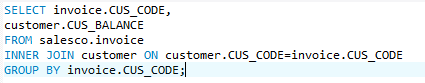 SELECT invoice.CUS_CODE,
customer.CUS_BALANCE
FROM salesco.invoice
INNER JOIN customer ON customer.CUS_CODE=invoice.CUS_CODE
GROUP BY invoice.CUS_CODE;